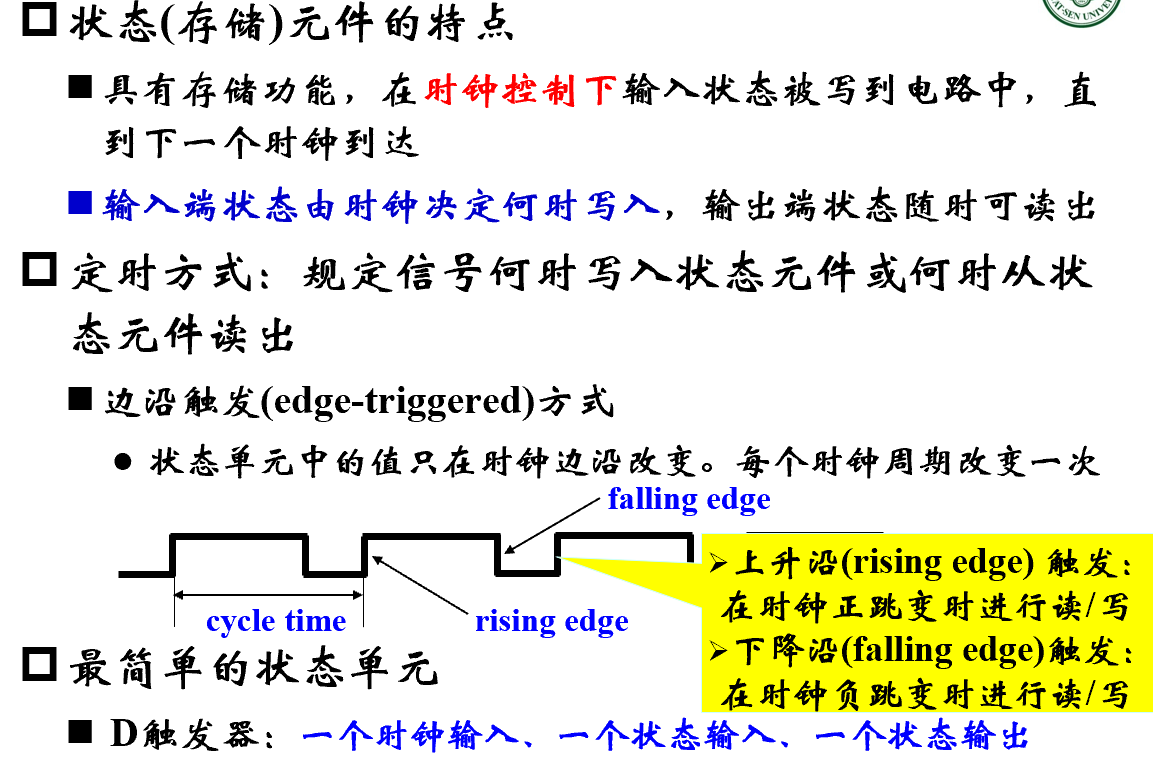 状态(存储)元件的特点
具有存储功能，在时钟控制下输入状态被写到电路中，直
到下一个时钟到达
输入端状态由时钟决定何时写入，输出端状态随时可读出
定时方式：规定信号何时写入状态元件或何时从状
态元件读出
边沿触发(edge-triggered)方式
状态单元中的值只在时钟边沿改变。每个时钟周期改变一次
falling edge
cycle time
rising edge
上升沿(rising edge) 触发：
在时钟正跳变时进行读/写
下降沿(falling edge)触发：
在时钟负跳变时进行读/写
最简单的状态单元
D触发器：一个时钟输入、一个状态输入、一个状态输出